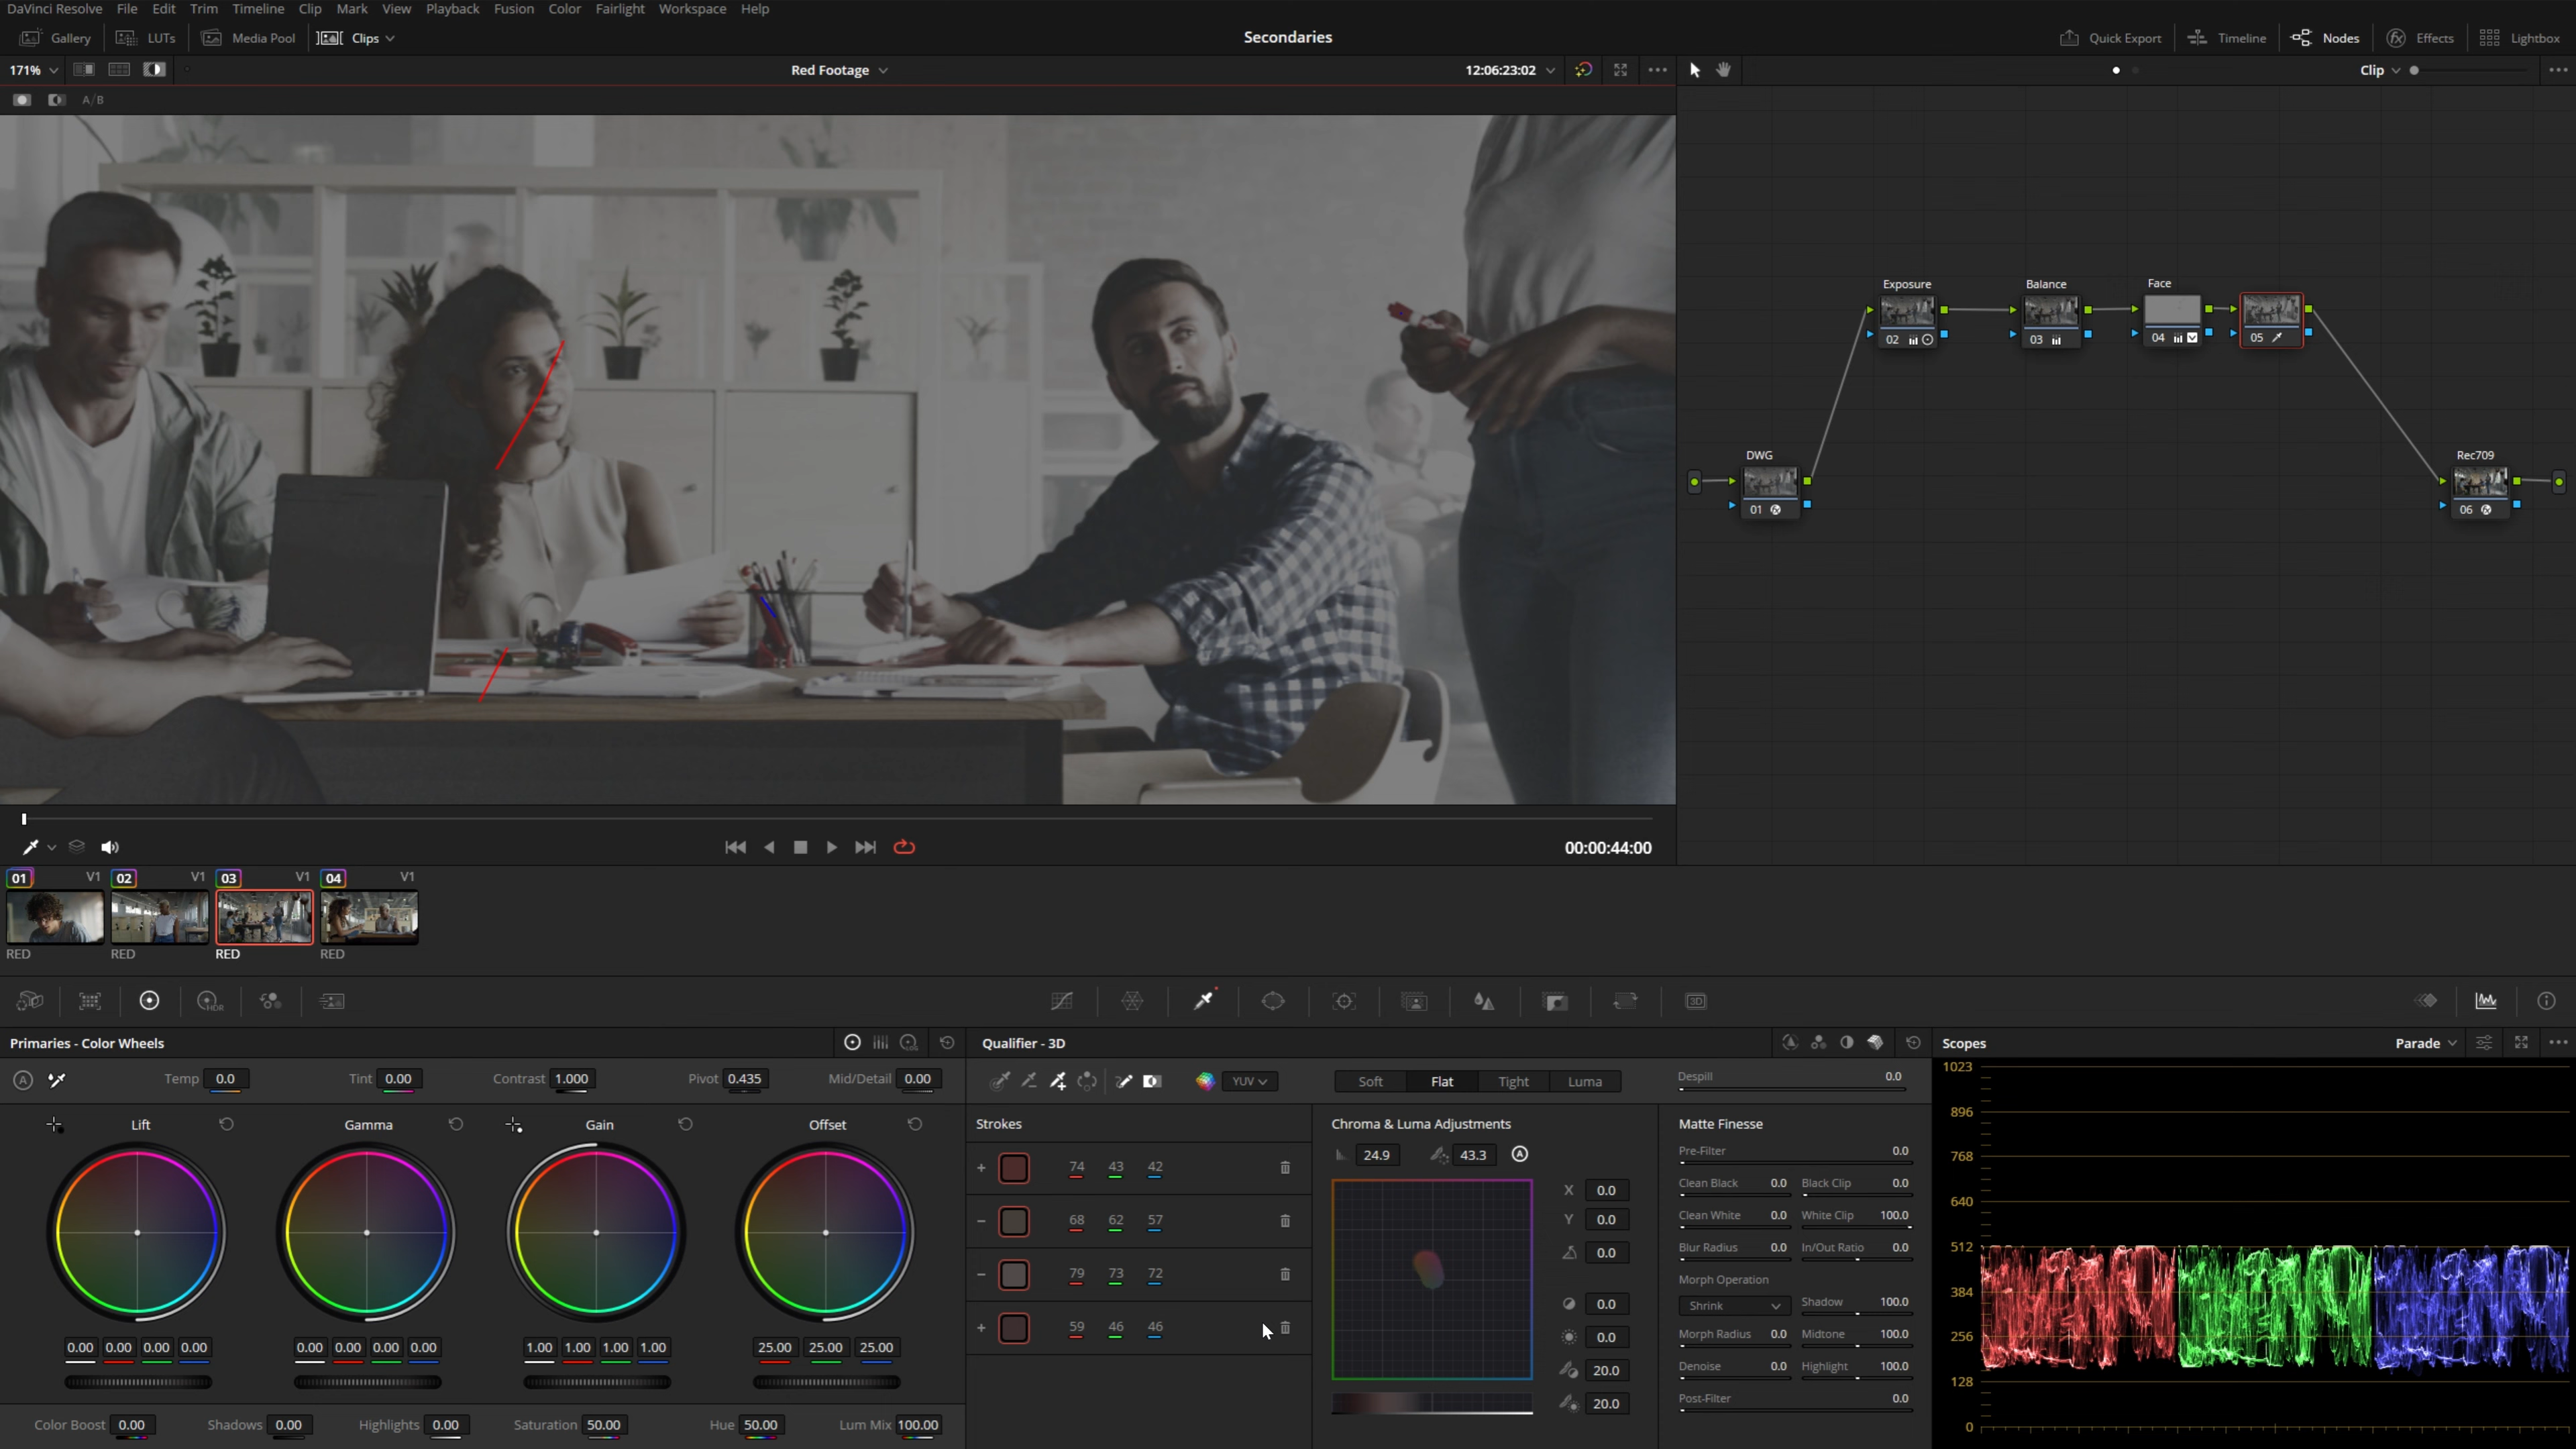 DaVinci Resolve File Edit Trim Timeline Clip Mark View Playback Fusion Color Fairlight Workspace Help
Gallery LUTs Media Pool Clips Secondaries Quick Export Timeline Nodes Effects Lightbox
171% Red Footage 12:06:23:02 Clip
A/B
Exposure Balance Face
02 03 04 05
DWG Rec709
01 06
00:00:44:00
01 V1 02 V1 03 V1 04 V1
RED RED RED RED
HDR 3D
Primaries - Color Wheels Qualifier - 3D Scopes Parade
A Temp 0.0 Tint 0.00 Contrast 1.000 Pivot 0.435 Mid/Detail 0.00 YUV Soft Flat Tight Luma Despill 0.0
Lift Gamma Gain Offset
0.00 0.00 0.00 0.00 0.00 0.00 0.00 0.00 1.00 1.00 1.00 1.00 25.00 25.00 25.00
Color Boost 0.00 Shadows 0.00 Highlights 0.00 Saturation 50.00 Hue 50.00 Lum Mix 100.00
Strokes
+ 74 43 42
- 68 62 57
- 79 73 72
+ 59 46 46
Chroma & Luma Adjustments
24.9 43.3 A
X 0.0
Y 0.0
0.0
0.0
0.0
20.0
20.0
Matte Finesse
Pre-Filter 0.0
Clean Black 0.0 Black Clip 0.0
Clean White 0.0 White Clip 100.0
Blur Radius 0.0 In/Out Ratio 0.0
Morph Operation
Shrink Shadow 100.0
Morph Radius 0.0 Midtone 100.0
Denoise 0.0 Highlight 100.0
Post-Filter 0.0
1023
896
768
640
512
384
256
128
0